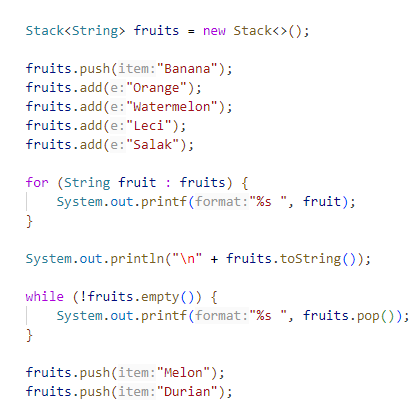 Stack<String> fruits = new Stack<>();
fruits.push(item:"Banana");
fruits.add(e:"Orange");
fruits.add(e:"Watermelon");
fruits.add(e:"Leci");
fruits.add(e:"Salak");
for (String fruit : fruits) {
System.out.printf(format:"%s ", fruit);
}
System.out.println("\n" + fruits.toString());
while (!fruits.empty()) {
System.out.printf(format:"%s ", fruits.pop());
}
fruits.push(item:"Melon");
fruits.push(item:"Durian");